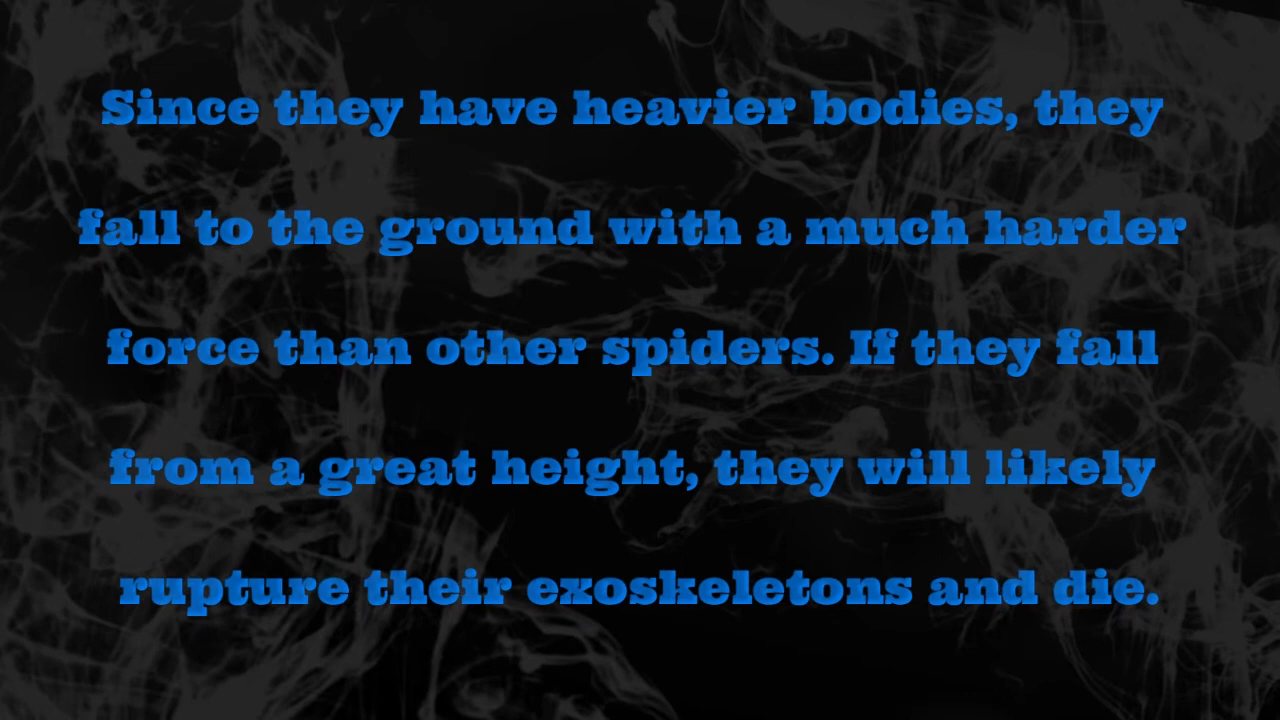 Since they have heavier bodies, they
fall to the ground with a much harder
force than other spiders. If they fall
from a great height, they will likely
rupture their exoskeletons and die.